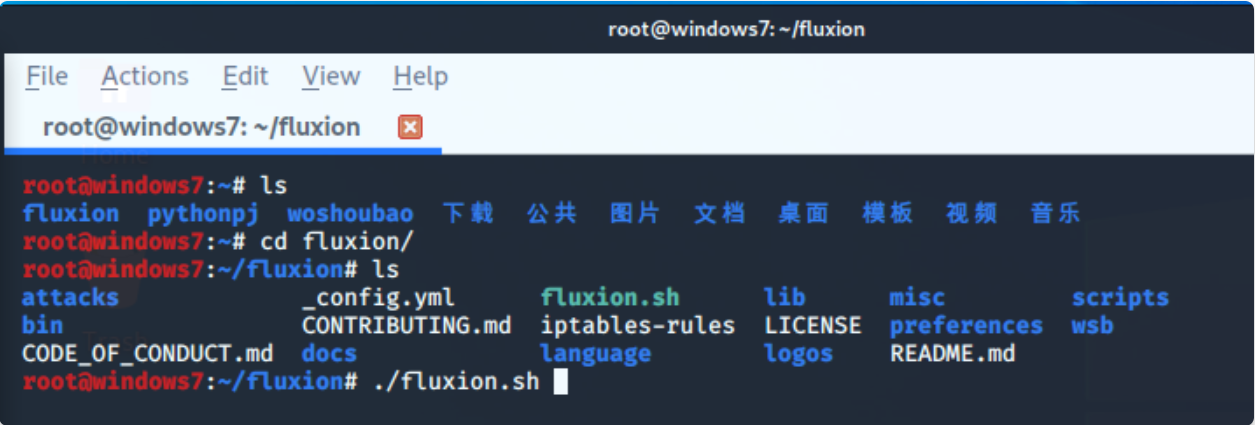 root@windows7: ~/fluxion
File Actions Edit View Help
root@windows7: ~/fluxion
root@windows7:~# ls
fluxion pythonpj woshoubao 下载 公共 图片 文档 桌面 模板 视频 音乐
root@windows7:~# cd fluxion/
root@windows7:~/fluxion# ls
attacks _config.yml fluxion.sh lib misc scripts
bin CONTRIBUTING.md iptables-rules LICENSE preferences wsb
CODE_OF_CONDUCT.md docs language logos README.md
root@windows7:~/fluxion# ./fluxion.sh